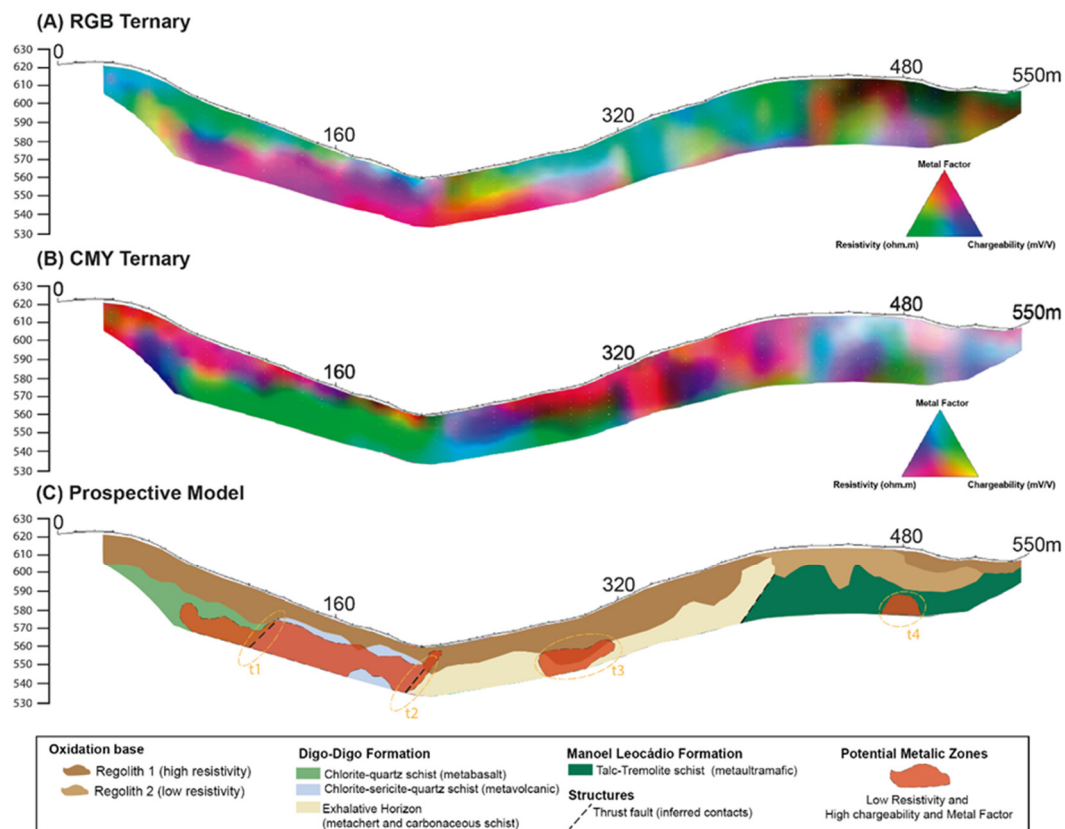 (A) RGB Ternary
630
620
610
600
590
580
570
560
550
540
530
0
160
320
480
550m
Metal Factor
Resistivity (ohm.m)
Chargeability (mV/V)
(B) CMY Ternary
630
620
610
600
590
580
570
560
550
540
530
0
160
320
480
550m
Metal Factor
Resistivity (ohm.m)
Chargeability (mV/V)
(C) Prospective Model
630
620
610
600
590
580
570
560
550
540
530
0
160
320
480
550m
t1
t2
t3
t4
Oxidation base
Regolith 1 (high resistivity)
Regolith 2 (low resistivity)
Digo-Digo Formation
Chlorite-quartz schist (metabasalt)
Chlorite-sericite-quartz schist (metavolcanic)
Exhalative Horizon
(metachert and carbonaceous schist)
Manoel Leocádio Formation
Talc-Tremolite schist (metaultramafic)
Structures
Thrust fault (inferred contacts)
Potential Metalic Zones
Low Resistivity and
High chargeability and Metal Factor